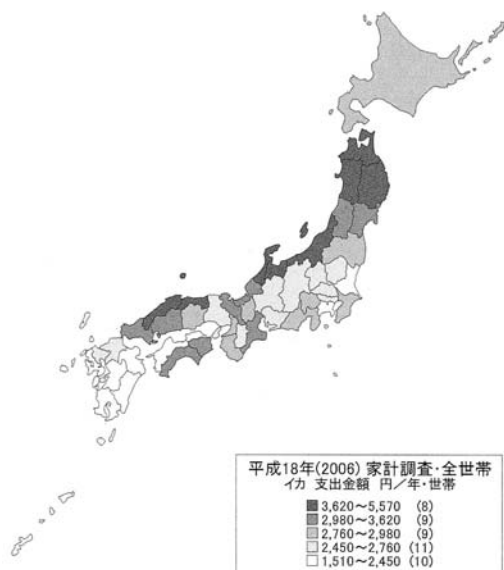 平成18年(2006) 家計調査・全世帯
イカ 支出金額 円／年・世帯
3,620～5,570 (8)
2,980～3,620 (9)
2,760～2,980 (9)
2,450～2,760 (11)
1,510～2,450 (10)